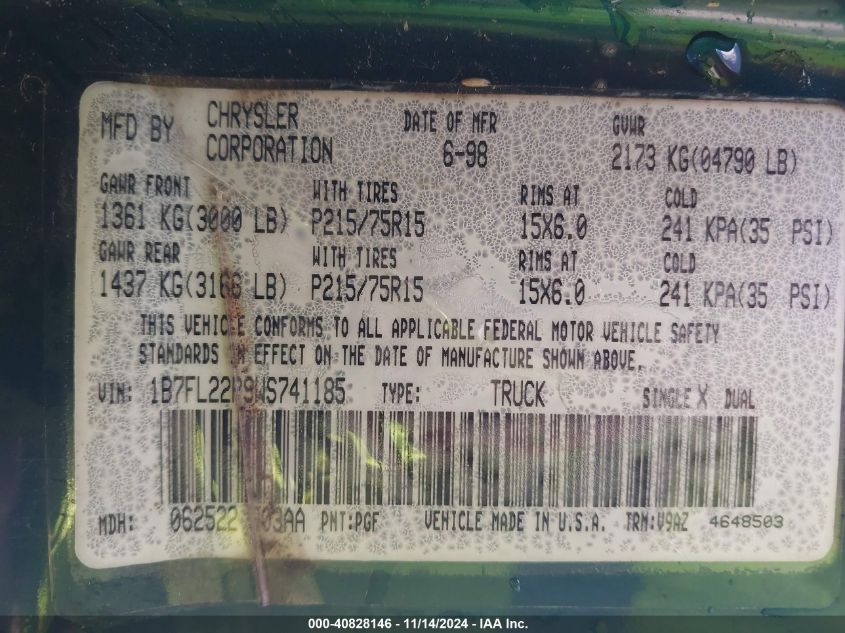 MFD BY CHRYSLER CORPORATION DATE OF MFR 6-98 GVWR 2173 KG(04790 LB)
GAWR FRONT WITH TIRES RIMS AT COLD
1361 KG(3000 LB) P215/75R15 15X6.0 241 KPA(35 PSI)
GAWR REAR WITH TIRES RIMS AT COLD
1437 KG(3168 LB) P215/75R15 15X6.0 241 KPA(35 PSI)
THIS VEHICLE CONFORMS TO ALL APPLICABLE FEDERAL MOTOR VEHICLE SAFETY
STANDARDS IN EFFECT ON THE DATE OF MANUFACTURE SHOWN ABOVE.
VIN: 1B7FL22P9WS741185 TYPE: TRUCK SINGLE X DUAL
MDH: 062522 03AA PNT:PGF VEHICLE MADE IN U.S.A. TRM:V9AZ 4648503
000-40828146 - 11/14/2024 - IAA Inc.